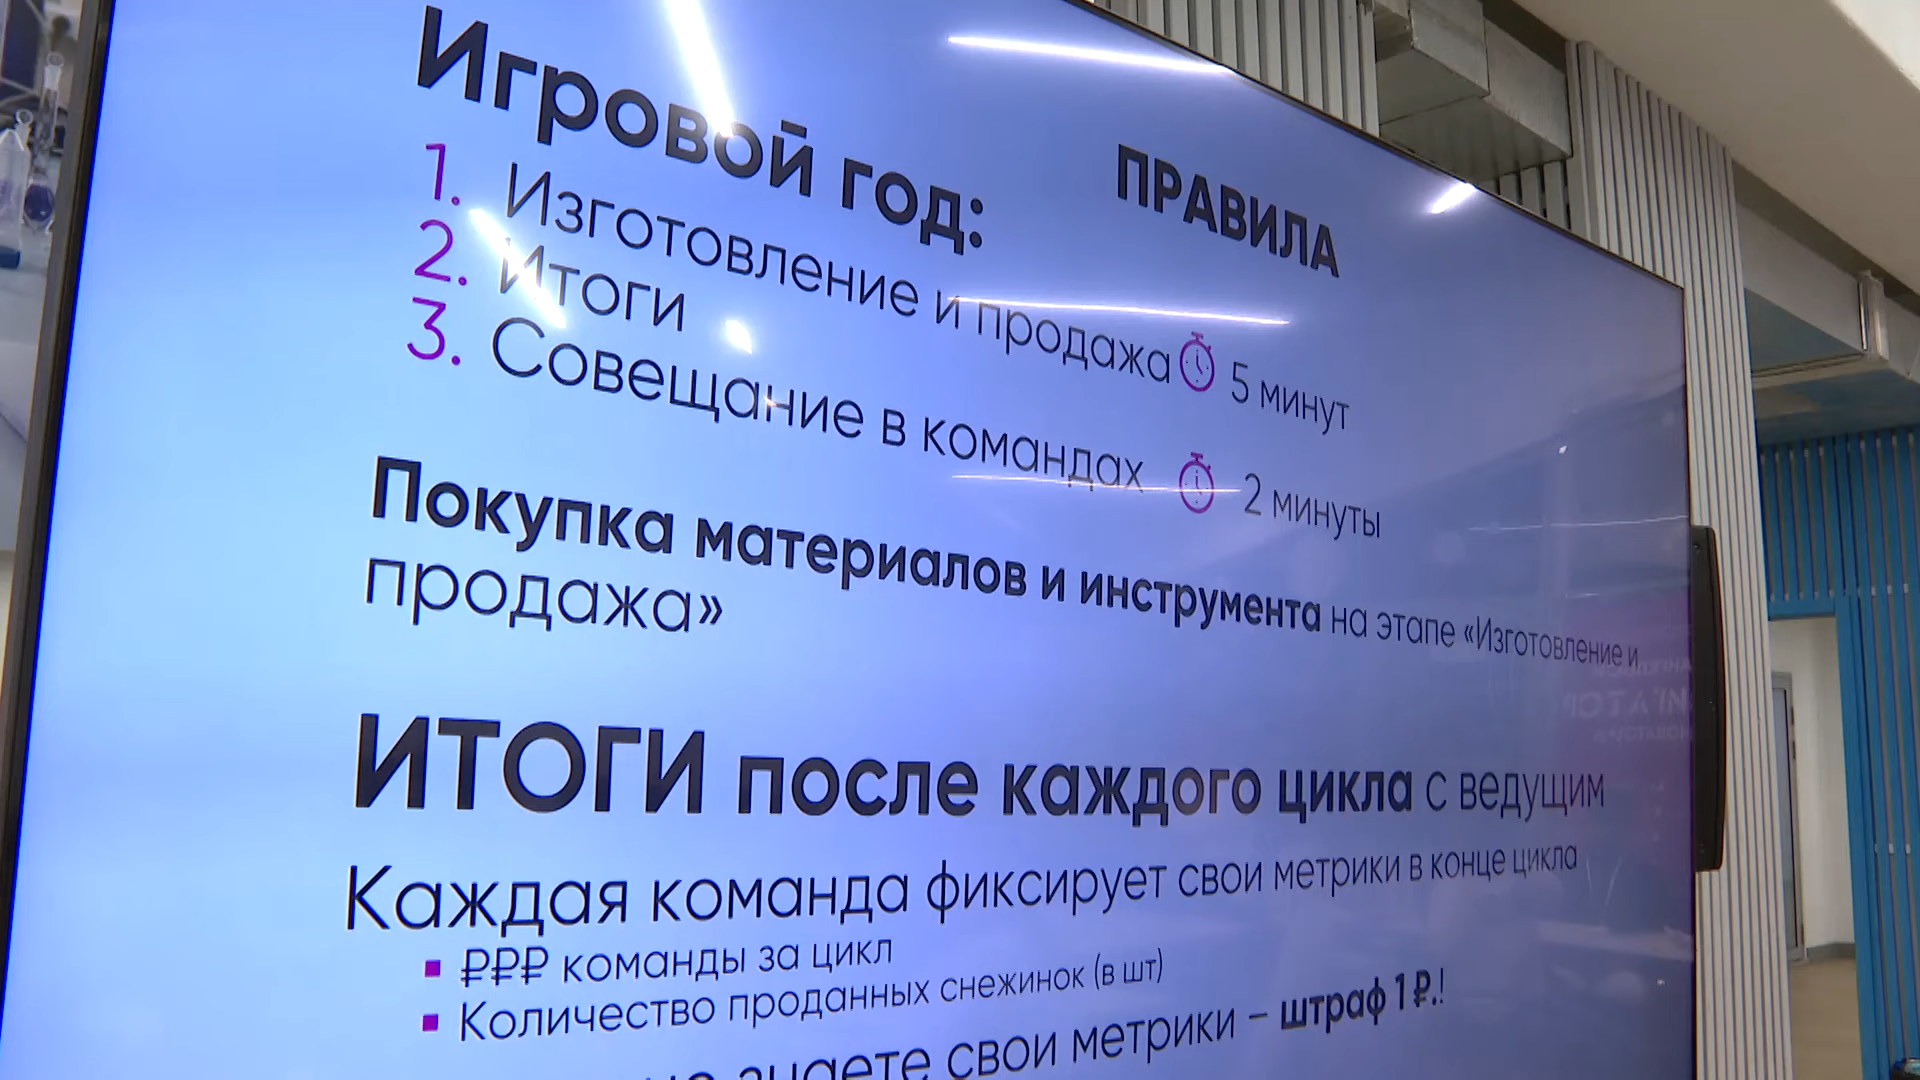 ПРАВИЛА
Игровой год:
1. Изготовление и продажа 5 минут
2. Итоги
3. Совещание в командах 2 минуты
Покупка материалов и инструмента на этапе «Изготовление и
продажа»
ИТОГИ после каждого цикла с ведущим
Каждая команда фиксирует свои метрики в конце цикла
▪ ₽₽₽ команды за цикл
▪ Количество проданных снежинок (в шт)
не знаете свои метрики – штраф 1 ₽.!